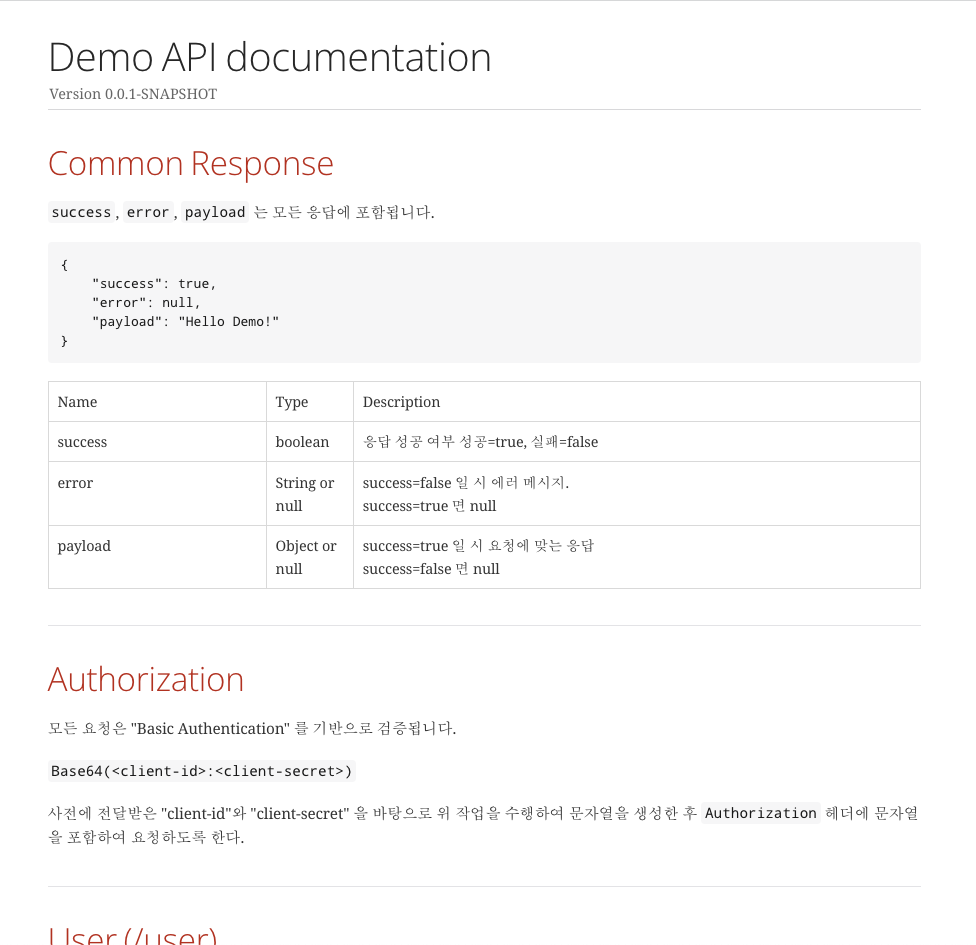 Demo API documentation
Version 0.0.1-SNAPSHOT
Common Response
success, error, payload 는 모든 응답에 포함됩니다.
{
    "success": true,
    "error": null,
    "payload": "Hello Demo!"
}
Name Type Description
success boolean 응답 성공 여부 성공=true, 실패=false
error String or null success=false 일 시 에러 메시지.
success=true 면 null
payload Object or null success=true 일 시 요청에 맞는 응답
success=false 면 null
Authorization
모든 요청은 "Basic Authentication" 를 기반으로 검증됩니다.
Base64(<client-id>:<client-secret>)
사전에 전달받은 "client-id"와 "client-secret" 을 바탕으로 위 작업을 수행하여 문자열을 생성한 후 Authorization 헤더에 문자열
을 포함하여 요청하도록 한다.
User (/user)